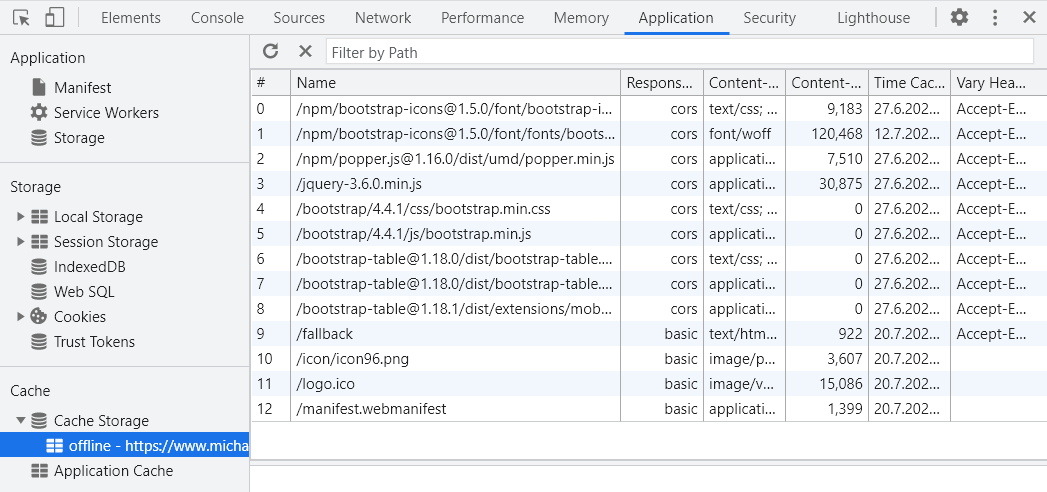 Elements Console Sources Network Performance Memory Application Security Lighthouse
Application
Manifest
Service Workers
Storage
Storage
Local Storage
Session Storage
IndexedDB
Web SQL
Cookies
Trust Tokens
Cache
Cache Storage
offline - https://www.micha
Application Cache
Filter by Path
# Name Respons... Content-... Content-... Time Cac... Vary Hea...
0 /npm/bootstrap-icons@1.5.0/font/bootstrap-i... cors text/css; ... 9,183 27.6.202... Accept-E...
1 /npm/bootstrap-icons@1.5.0/font/fonts/boots... cors font/woff 120,468 12.7.202... Accept-E...
2 /npm/popper.js@1.16.0/dist/umd/popper.min.js cors applicati... 7,510 27.6.202... Accept-E...
3 /jquery-3.6.0.min.js cors applicati... 30,875 27.6.202... Accept-E...
4 /bootstrap/4.4.1/css/bootstrap.min.css cors text/css; ... 0 27.6.202... Accept-E...
5 /bootstrap/4.4.1/js/bootstrap.min.js cors applicati... 0 27.6.202... Accept-E...
6 /bootstrap-table@1.18.0/dist/bootstrap-table.... cors text/css; ... 0 27.6.202... Accept-E...
7 /bootstrap-table@1.18.0/dist/bootstrap-table.... cors applicati... 0 27.6.202... Accept-E...
8 /bootstrap-table@1.18.1/dist/extensions/mob... cors applicati... 0 27.6.202... Accept-E...
9 /fallback basic text/htm... 922 20.7.202... Accept-E...
10 /icon/icon96.png basic image/p... 3,607 20.7.202...
11 /logo.ico basic image/v... 15,086 20.7.202...
12 /manifest.webmanifest basic applicati... 1,399 20.7.202...